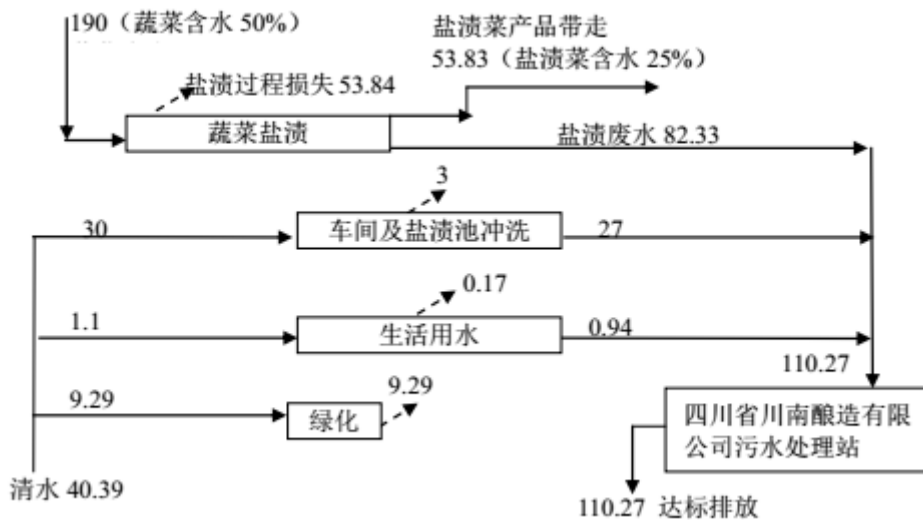 190（蔬菜含水 50%）
盐渍菜产品带走
53.83（盐渍菜含水 25%）
盐渍过程损失 53.84
蔬菜盐渍
盐渍废水 82.33
3
30
车间及盐渍池冲洗
27
0.17
1.1
生活用水
0.94
110.27
9.29
9.29
绿化
四川省川南酿造有限
公司污水处理站
清水 40.39
110.27 达标排放